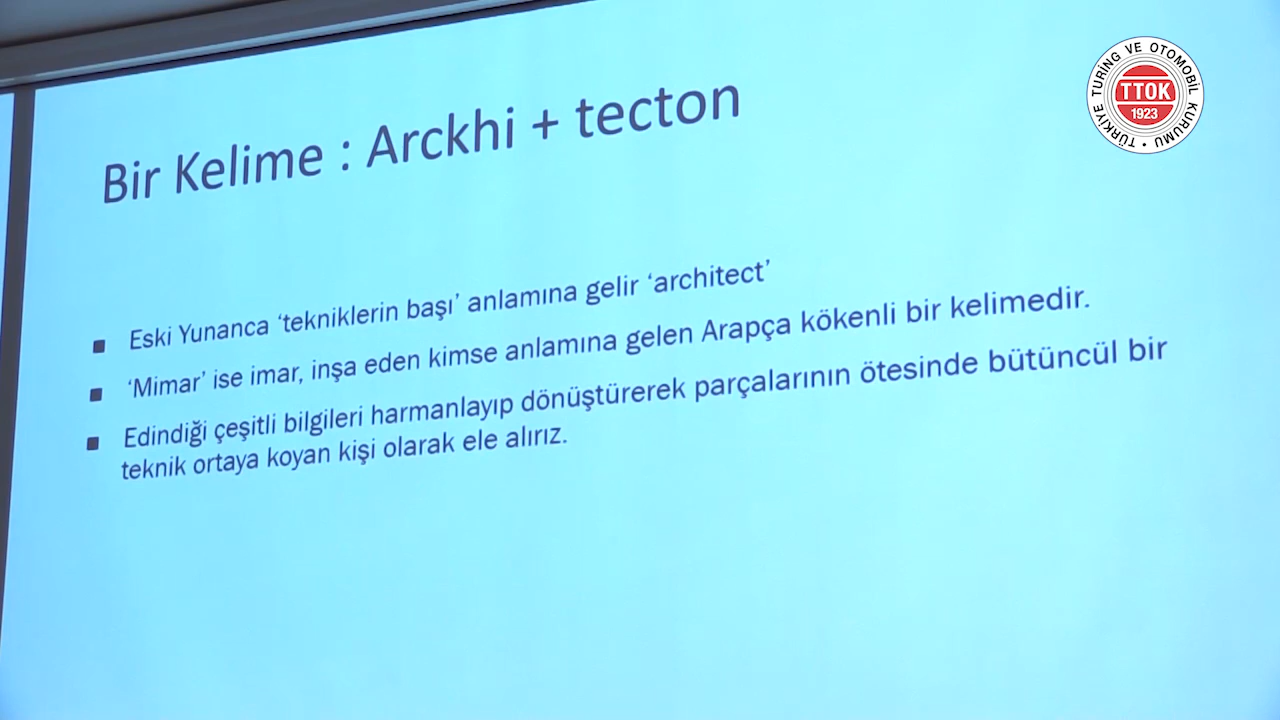 Bir Kelime : Arckhi + tecton
Eski Yunanca ‘tekniklerin başı’ anlamına gelir ‘architect’
‘Mimar’ ise imar, inşa eden kimse anlamına gelen Arapça kökenli bir kelimedir.
Edindiği çeşitli bilgileri harmanlayıp dönüştürerek parçalarının ötesinde bütüncül bir
teknik ortaya koyan kişi olarak ele alırız.
TÜRKİYE TURİNG VE OTOMOBİL KURUMU
TTOK
1923